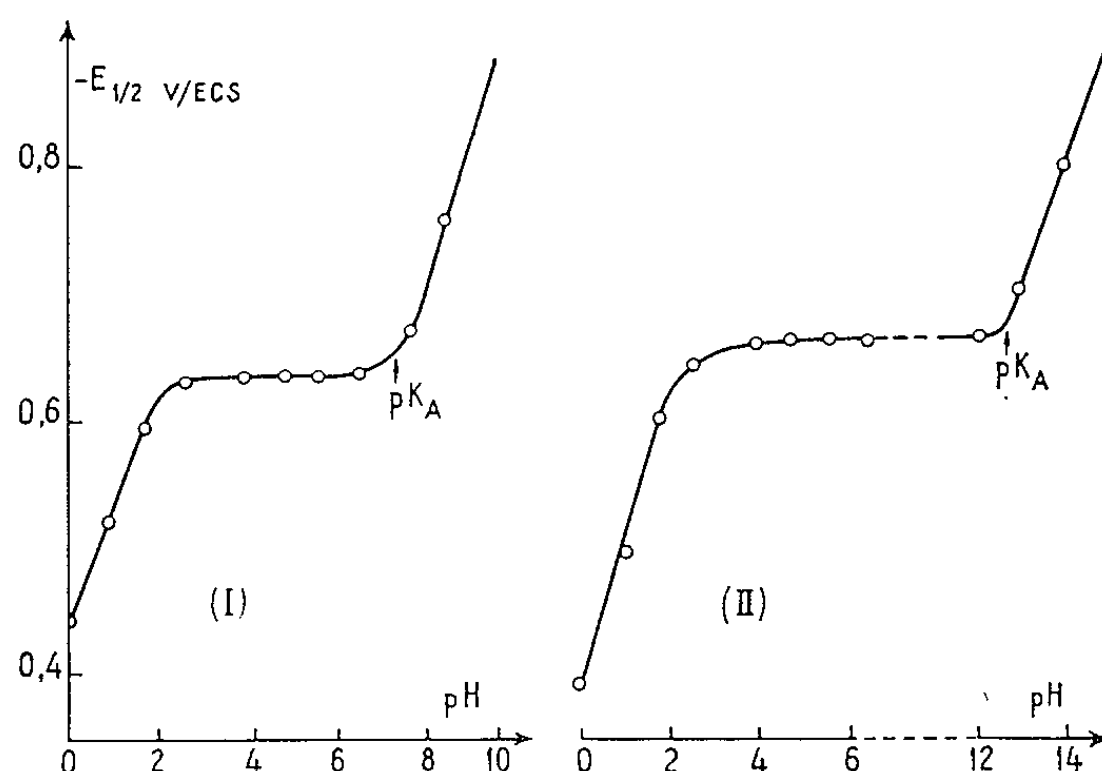 -E1/2 V/ECS
0,8
0,6
0,4
pKA
(I)
pH
0 2 4 6 8 10
pKA
(II)
pH
0 2 4 6 12 14